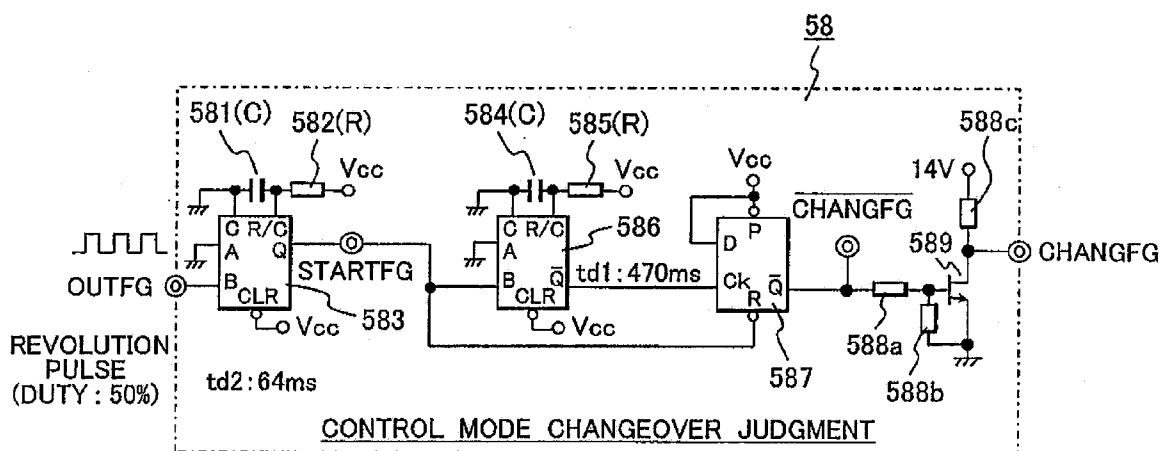 58
581(C)
582(R)
Vcc
584(C)
585(R)
Vcc
Vcc
588c
14V
CHANGFG
C R/C
A Q
B
CLR
C R/C
A
B Q
CLR
586
P
D
Ck
R Q
589
CHANGFG
OUTFG
STARTFG
td1:470ms
583
Vcc
Vcc
588a
587
588b
REVOLUTION
PULSE
(DUTY : 50%)
td2:64ms
CONTROL MODE CHANGEOVER JUDGMENT